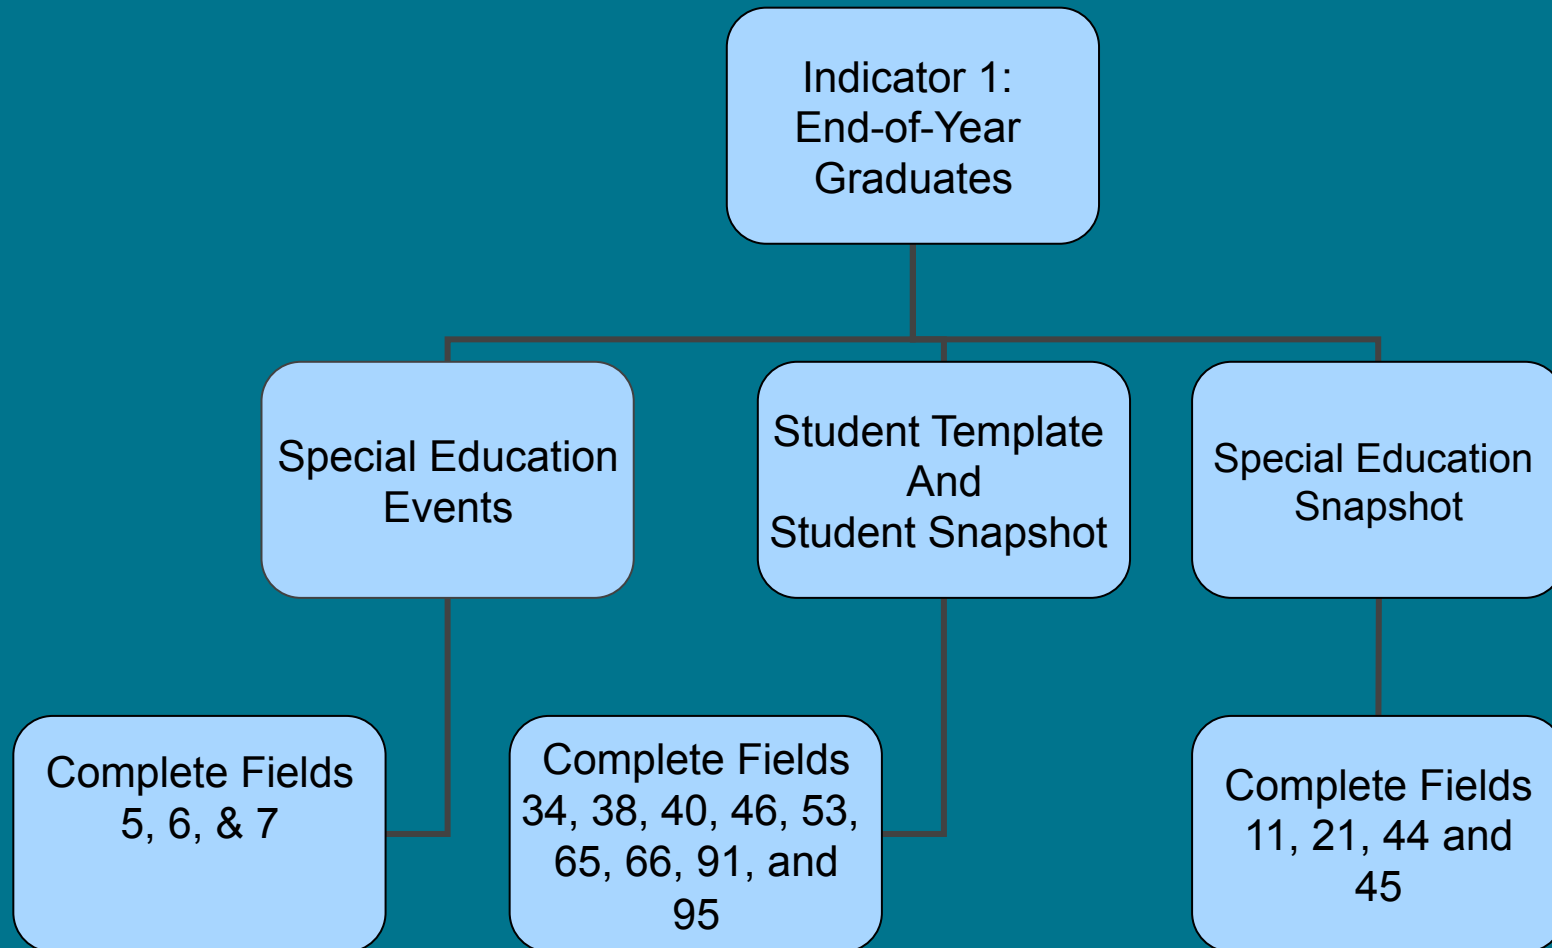 Indicator 1:
End-of-Year
Graduates
Special Education
Events
Student Template
And
Student Snapshot
Special Education
Snapshot
Complete Fields
5, 6, & 7
Complete Fields
34, 38, 40, 46, 53,
65, 66, 91, and
95
Complete Fields
11, 21, 44 and
45